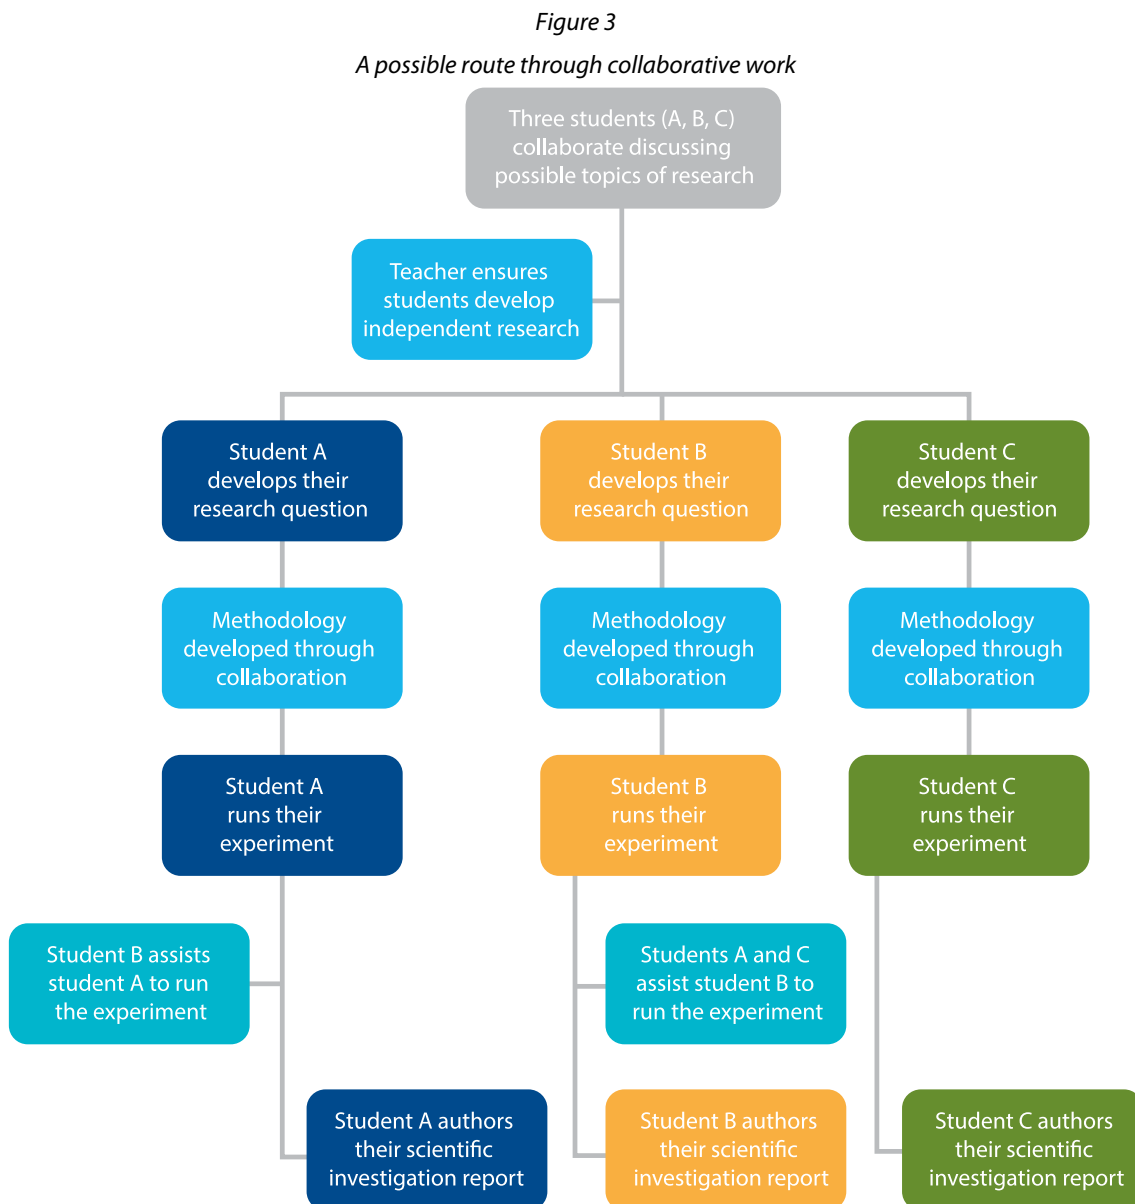 Figure 3
A possible route through collaborative work
Three students (A, B, C)
collaborate discussing
possible topics of research
Teacher ensures
students develop
independent research
Student A
develops their
research question
Student B
develops their
research question
Student C
develops their
research question
Methodology
developed through
collaboration
Methodology
developed through
collaboration
Methodology
developed through
collaboration
Student A
runs their
experiment
Student B
runs their
experiment
Student C
runs their
experiment
Student B assists
student A to run
the experiment
Students A and C
assist student B to
run the experiment
Student A authors
their scientific
investigation report
Student B authors
their scientific
investigation report
Student C authors
their scientific
investigation report